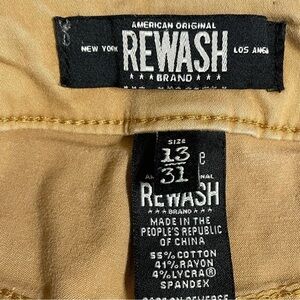 AMERICAN ORIGINAL
NEW YORK REWASH LOS ANGE
BRAND
SIZE
13
31
REWASH
BRAND
MADE IN THE
PEOPLE'S REPUBLIC
OF CHINA
55% COTTON
41% RAYON
4% LYCRA®
SPANDEX